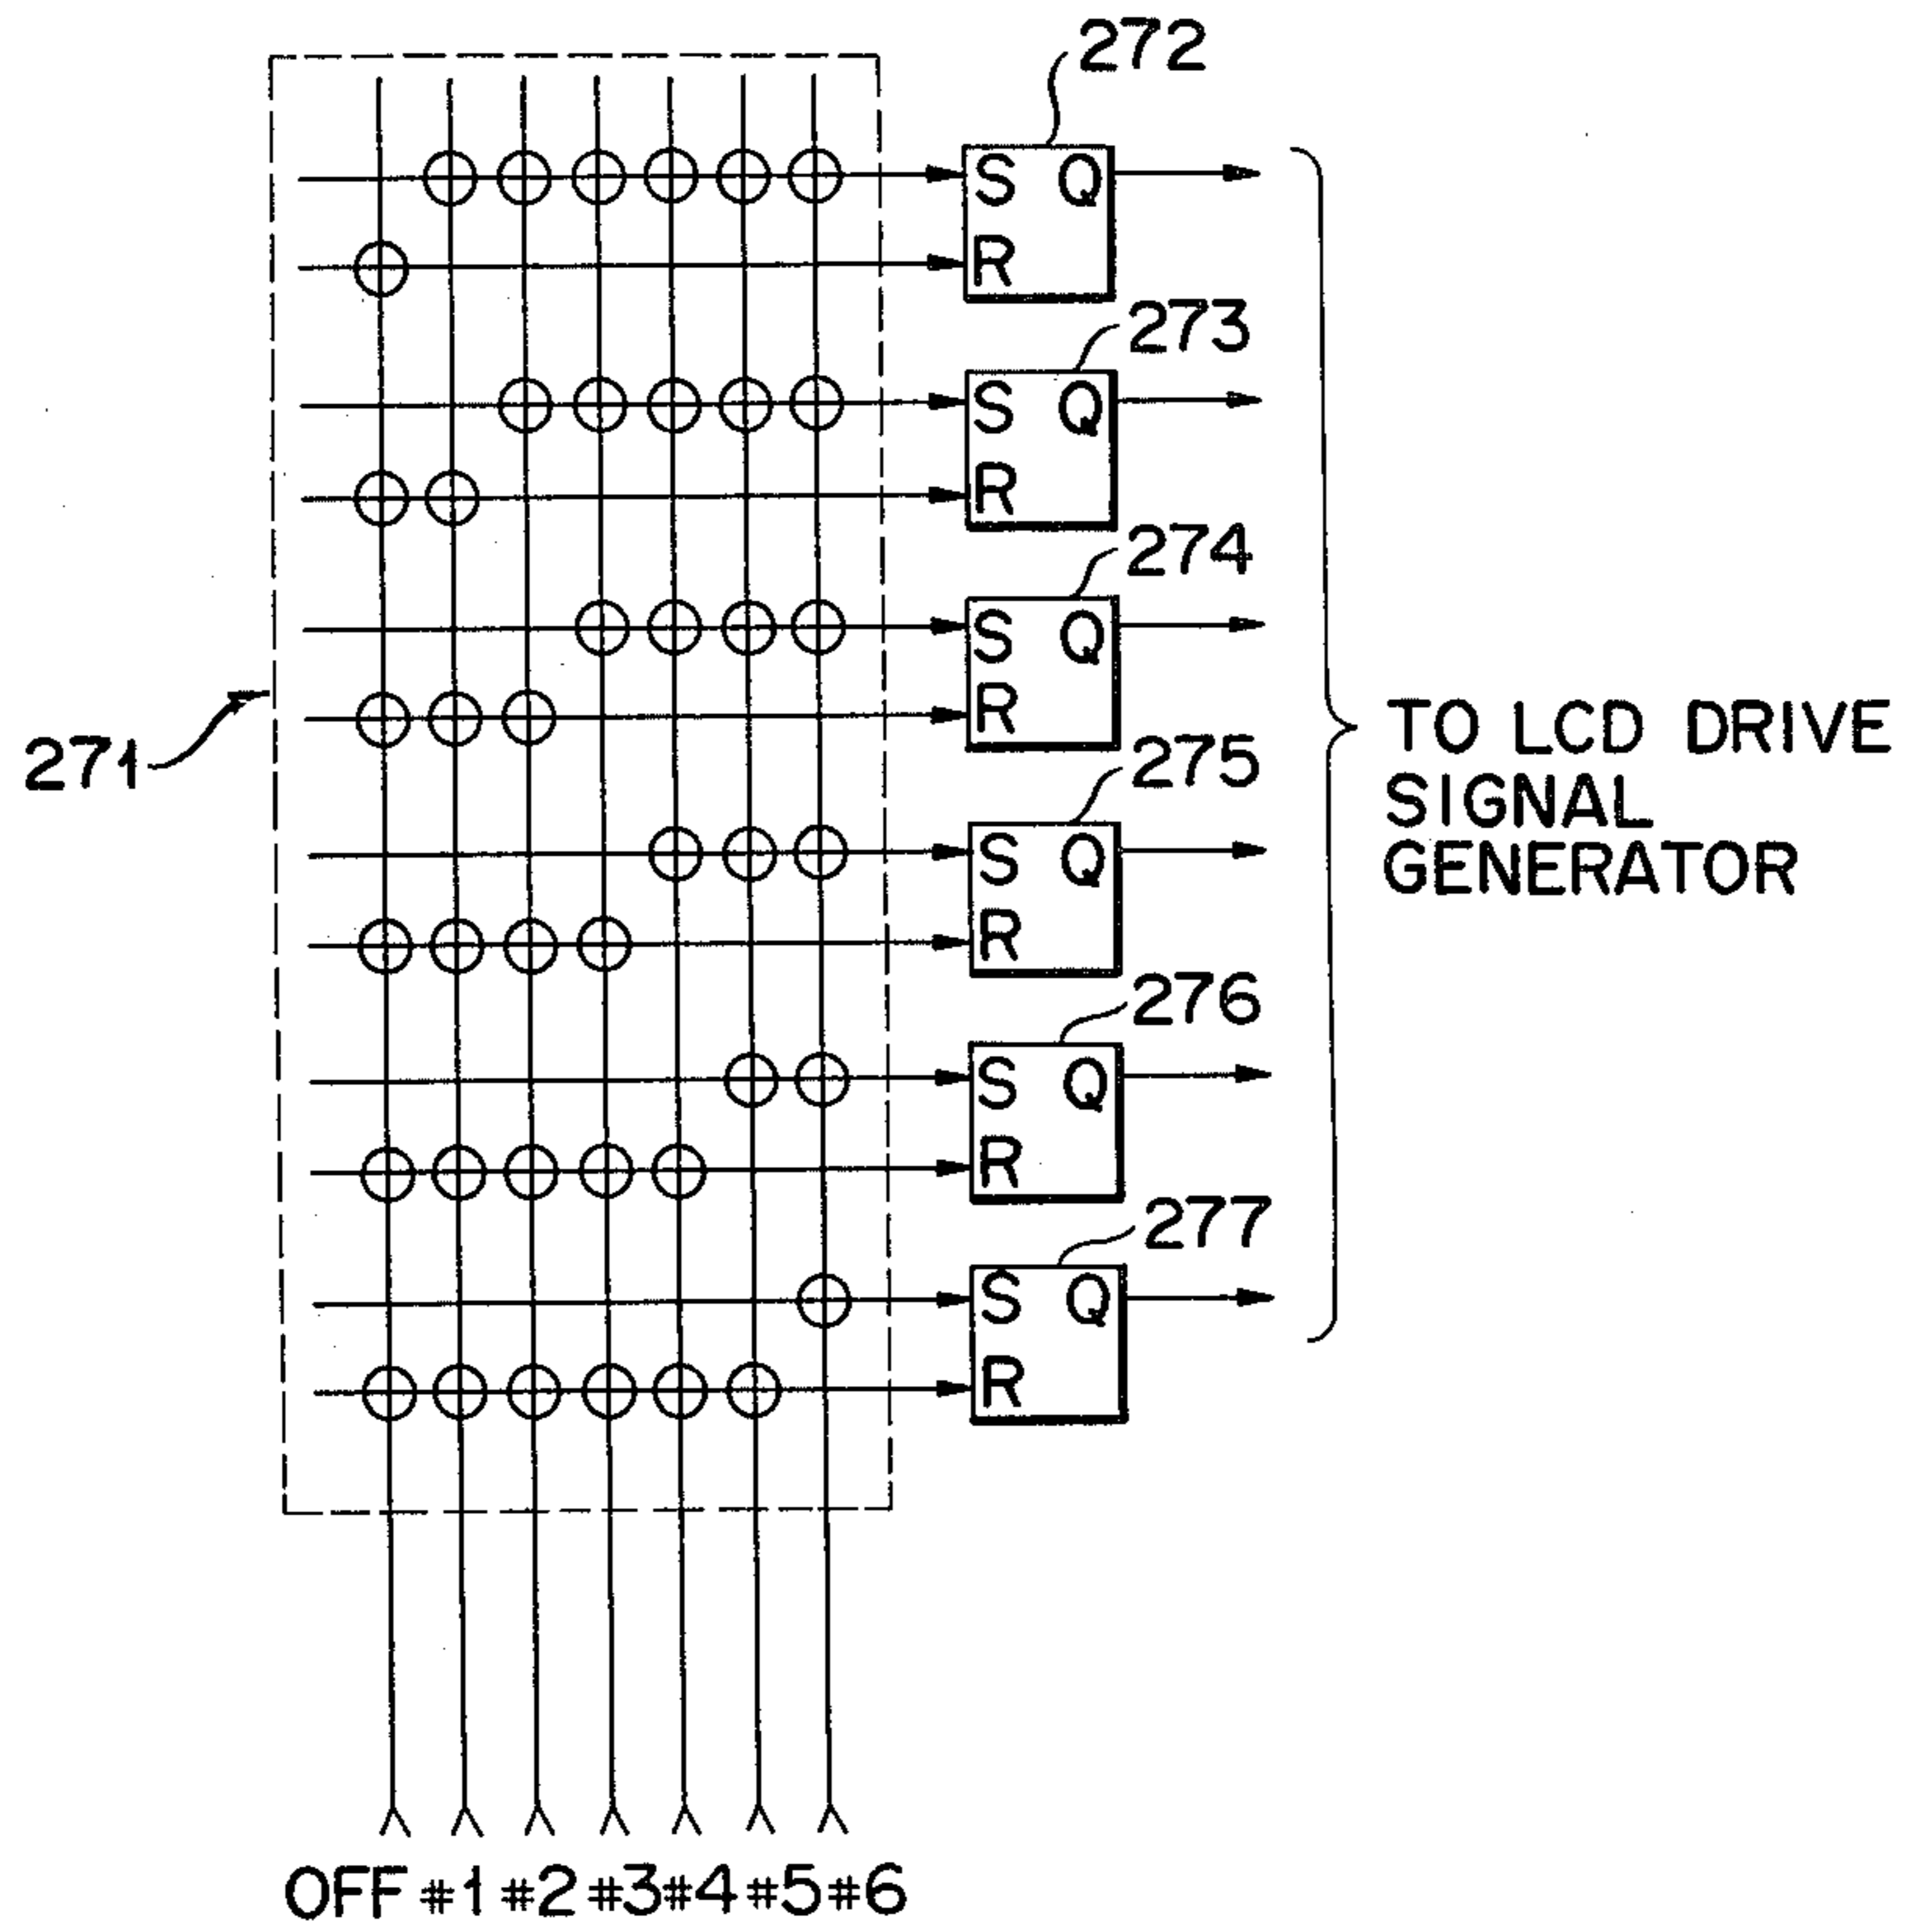 272
S Q
R
273
S Q
R
274
S Q
R
271
TO LCD DRIVE
SIGNAL
GENERATOR
275
S Q
R
276
S Q
R
277
S Q
R
OFF #1 #2 #3 #4 #5 #6